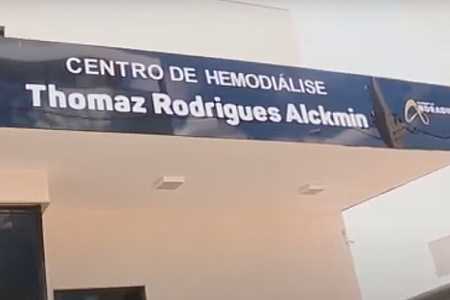 CENTRO DE HEMODIÁLISE
Thomaz Rodrigues Alckmin